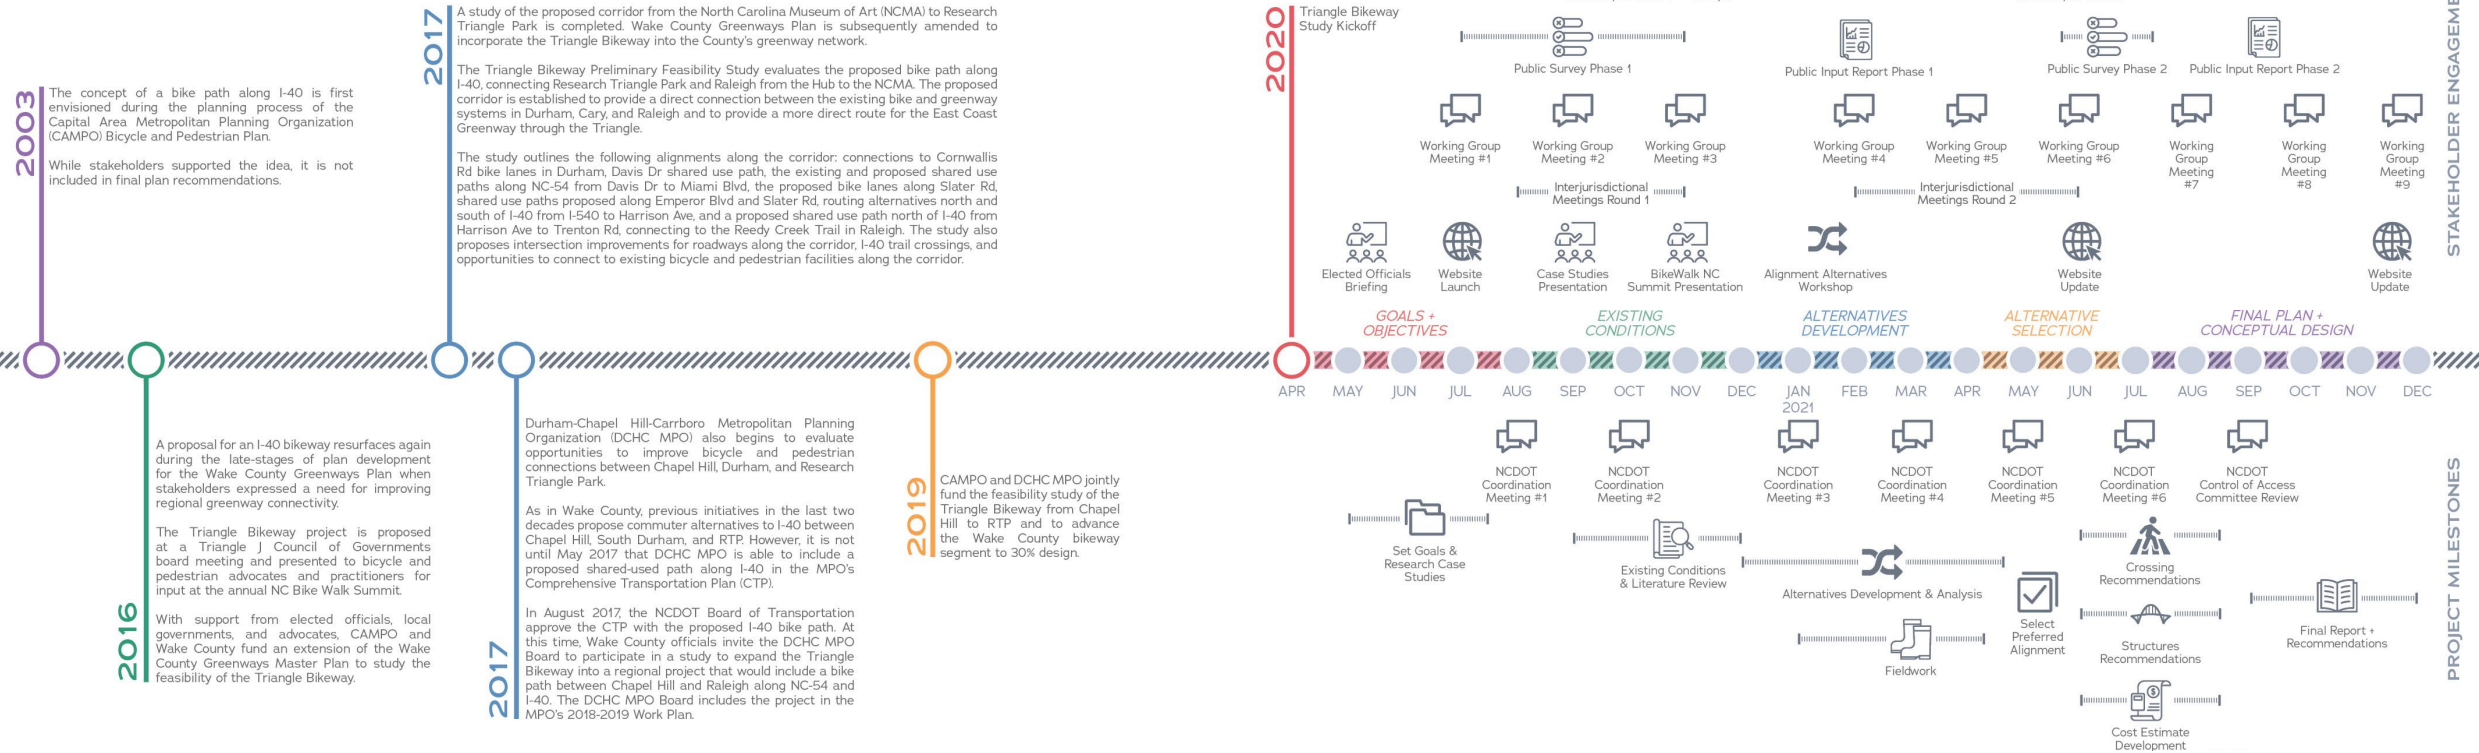 2003
The concept of a bike path along I-40 is first
envisioned during the planning process of the
Capital Area Metropolitan Planning Organization
(CAMPO) Bicycle and Pedestrian Plan.
While stakeholders supported the idea, it is not
included in final plan recommendations.
2016
A proposal for an I-40 bikeway resurfaces again
during the late-stages of plan development
for the Wake County Greenways Plan when
stakeholders expressed a need for improving
regional greenway connectivity.
The Triangle Bikeway project is proposed
at a Triangle J Council of Governments
board meeting and presented to bicycle and
pedestrian advocates and practitioners for
input at the annual NC Bike Walk Summit.
With support from elected officials, local
governments, and advocates, CAMPO and
Wake County fund an extension of the Wake
County Greenways Master Plan to study the
feasibility of the Triangle Bikeway.
2017
A study of the proposed corridor from the North Carolina Museum of Art (NCMA) to Research
Triangle Park is completed. Wake County Greenways Plan is subsequently amended to
incorporate the Triangle Bikeway into the County's greenway network.
The Triangle Bikeway Preliminary Feasibility Study evaluates the proposed bike path along
I-40, connecting Research Triangle Park and Raleigh from the Hub to the NCMA. The proposed
corridor is established to provide a direct connection between the existing bike and greenway
systems in Durham, Cary, and Raleigh and to provide a more direct route for the East Coast
Greenway through the Triangle.
The study outlines the following alignments along the corridor: connections to Cornwallis
Rd bike lanes in Durham, Davis Dr shared use path, the existing and proposed shared use
paths along NC-54 from Davis Dr to Miami Blvd, the proposed bike lanes along Slater Rd,
shared use paths proposed along Emperor Blvd and Slater Rd, routing alternatives north and
south of I-40 from I-540 to Harrison Ave, and a proposed shared use path north of I-40 from
Harrison Ave to Trenton Rd, connecting to the Reedy Creek Trail in Raleigh. The study also
proposes intersection improvements for roadways along the corridor, I-40 trail crossings, and
opportunities to connect to existing bicycle and pedestrian facilities along the corridor.
2017
Durham-Chapel Hill-Carrboro Metropolitan Planning
Organization (DCHC MPO) also begins to evaluate
opportunities to improve bicycle and pedestrian
connections between Chapel Hill, Durham, and Research
Triangle Park.
As in Wake County, previous initiatives in the last two
decades propose commuter alternatives to I-40 between
Chapel Hill, South Durham, and RTP. However, it is not
until May 2017 that DCHC MPO is able to include a
proposed shared-used path along I-40 in the MPO's
Comprehensive Transportation Plan (CTP).
In August 2017, the NCDOT Board of Transportation
approve the CTP with the proposed I-40 bike path. At
this time, Wake County officials invite the DCHC MPO
Board to participate in a study to expand the Triangle
Bikeway into a regional project that would include a bike
path between Chapel Hill and Raleigh along NC-54 and
I-40. The DCHC MPO Board includes the project in the
MPO's 2018-2019 Work Plan.
2019
CAMPO and DCHC MPO jointly
fund the feasibility study of the
Triangle Bikeway from Chapel
Hill to RTP and to advance
the Wake County bikeway
segment to 30% design.
2020
Triangle Bikeway
Study Kickoff
Public Survey Phase 1
Public Input Report Phase 1
Public Survey Phase 2
Public Input Report Phase 2
Working Group
Meeting #1
Working Group
Meeting #2
Working Group
Meeting #3
Working Group
Meeting #4
Working Group
Meeting #5
Working Group
Meeting #6
Working
Group
Meeting
#7
Working
Group
Meeting
#8
Working
Group
Meeting
#9
Interjurisdictional
Meetings Round 1
Interjurisdictional
Meetings Round 2
Elected Officials
Briefing
Website
Launch
Case Studies
Presentation
BikeWalk NC
Summit Presentation
Alignment Alternatives
Workshop
Website
Update
Website
Update
STAKEHOLDER ENGAGEME
GOALS +
OBJECTIVES
EXISTING
CONDITIONS
ALTERNATIVES
DEVELOPMENT
ALTERNATIVE
SELECTION
FINAL PLAN +
CONCEPTUAL DESIGN
APR MAY JUN JUL AUG SEP OCT NOV DEC JAN FEB MAR APR MAY JUN JUL AUG SEP OCT NOV DEC
2021
NCDOT
Coordination
Meeting #1
NCDOT
Coordination
Meeting #2
NCDOT
Coordination
Meeting #3
NCDOT
Coordination
Meeting #4
NCDOT
Coordination
Meeting #5
NCDOT
Coordination
Meeting #6
NCDOT
Control of Access
Committee Review
Set Goals &
Research Case
Studies
Existing Conditions
& Literature Review
Alternatives Development & Analysis
Fieldwork
Select
Preferred
Alignment
Crossing
Recommendations
Structures
Recommendations
Cost Estimate
Development
Final Report +
Recommendations
PROJECT MILESTONES